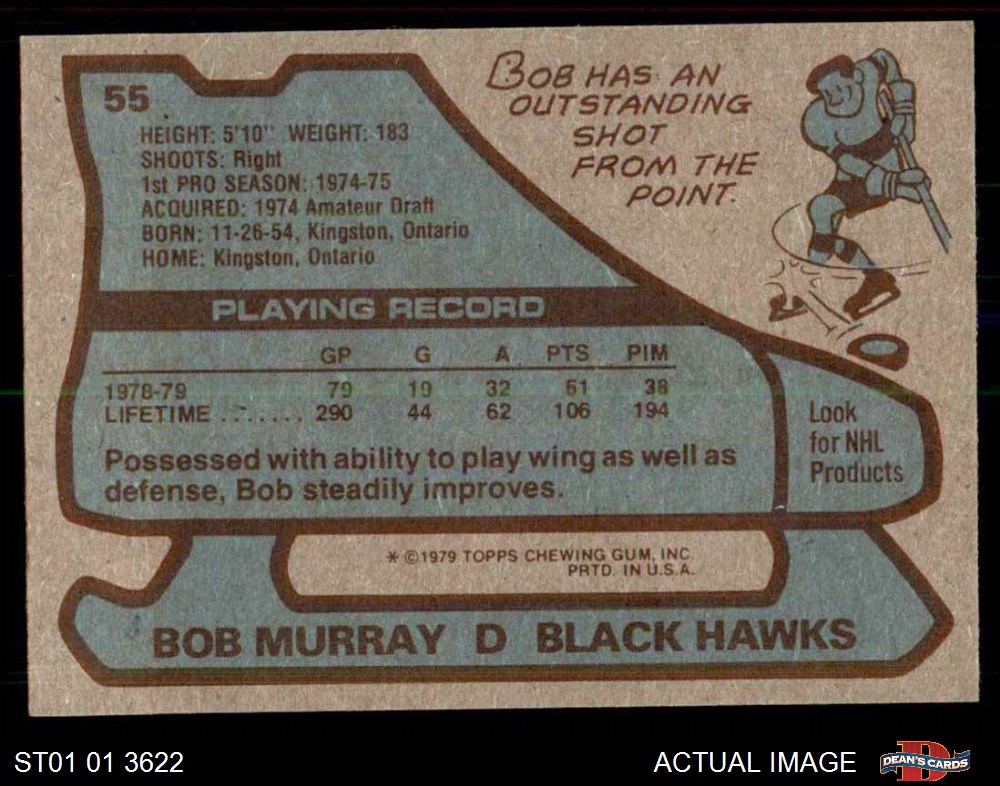 55
HEIGHT: 5'10" WEIGHT: 183
SHOOTS: Right
1st PRO SEASON: 1974-75
ACQUIRED: 1974 Amateur Draft
BORN: 11-26-54, Kingston, Ontario
HOME: Kingston, Ontario
BOB HAS AN
OUTSTANDING
SHOT
FROM THE
POINT.
PLAYING RECORD
GP G A PTS PIM
1978-79 79 19 32 51 38
LIFETIME ........ 290 44 62 106 194
Possessed with ability to play wing as well as
defense, Bob steadily improves.
Look
for NHL
Products
* ©1979 TOPPS CHEWING GUM, INC.
PRTD. IN U.S.A.
BOB MURRAY D BLACK HAWKS
ST01 01 3622
ACTUAL IMAGE
D
DEAN'S CARDS